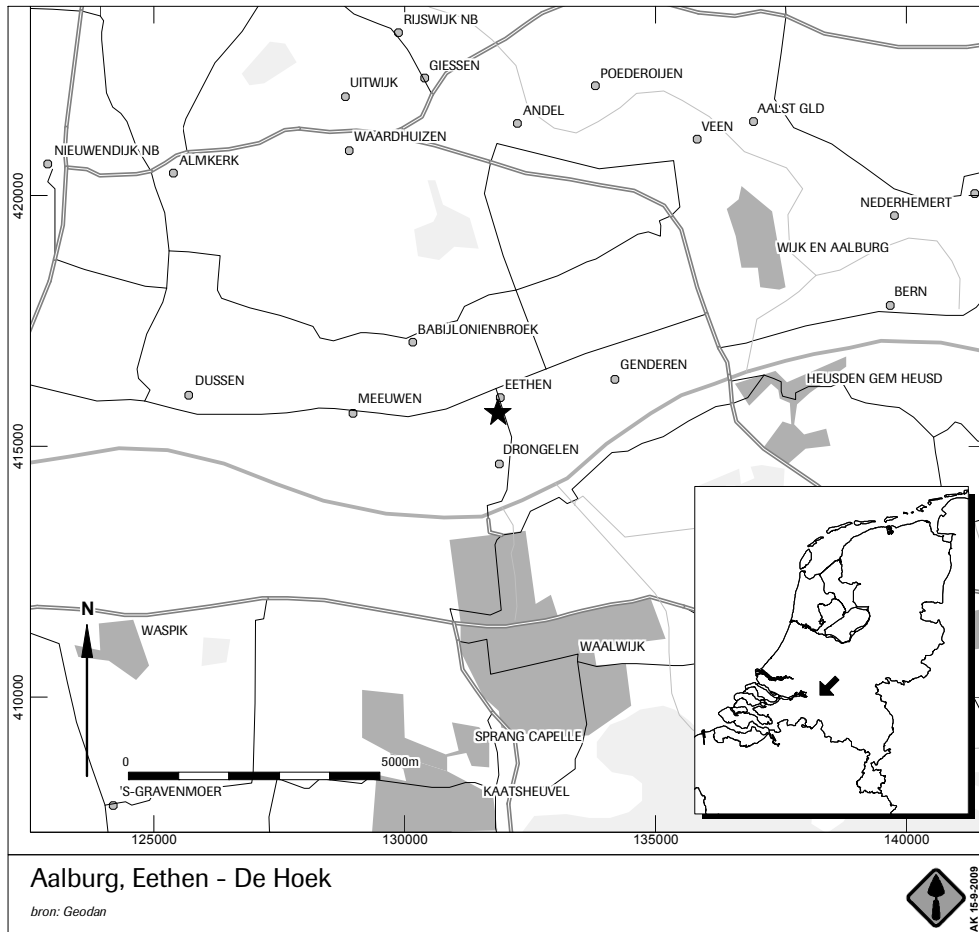 RIJSWIJK NB
GIESSEN
UITWIJK
POEDEROIJEN
ANDEL
AALST GLD
VEEN
WAARDHUIZEN
NIEUWENDIJK NB
ALMKERK
420000
NEDERHEMERT
WIJK EN AALBURG
BERN
BABIJLONIENBROEK
GENDEREN
HEUSDEN GEM HEUSD
DUSSEN
EETHEN
MEEUWEN
415000
DRONGELEN
N
WASPIK
WAALWIJK
410000
SPRANG CAPELLE
0 5000m
'S-GRAVENMOER
KAATSHEUVEL
125000 130000 135000 140000
Aalburg, Eethen - De Hoek
bron: Geodan
AK 15-9-2009